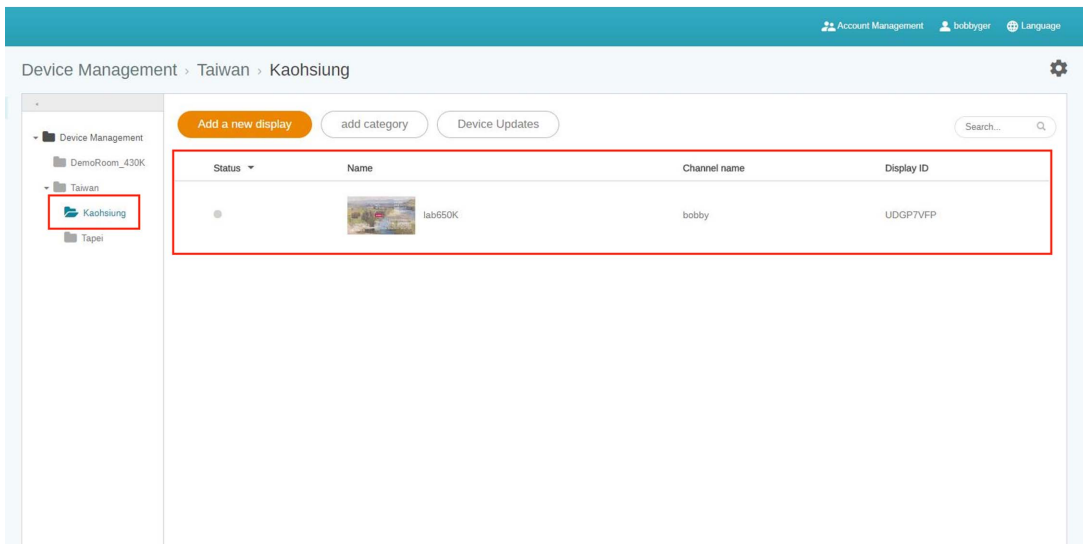 Account Management bobbyger Language
Device Management › Taiwan › Kaohsiung
Add a new display add category Device Updates Search...
Device Management
DemoRoom_430K
Taiwan
Kaohsiung
Tapei
Status Name Channel name Display ID
lab650K bobby UDGP7VFP